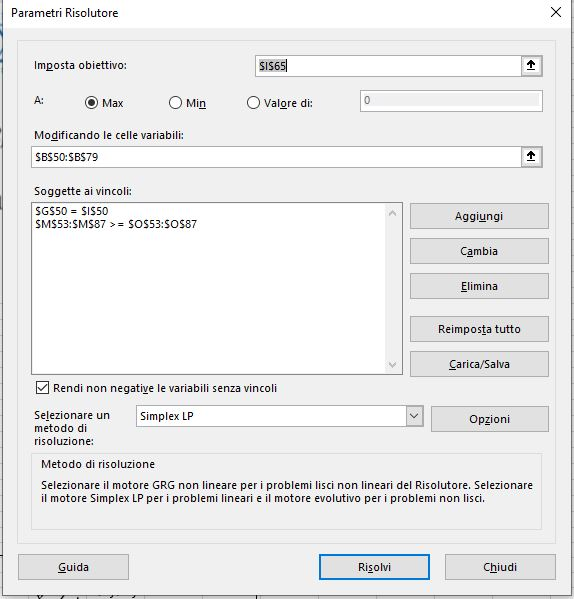 Parametri Risolutore
Imposta obiettivo:
$I$65
A:
Max
Min
Valore di:
0
Modificando le celle variabili:
$B$50:$B$79
Soggette ai vincoli:
$G$50 = $I$50
$M$53:$M$87 >= $O$53:$O$87
Aggiungi
Cambia
Elimina
Reimposta tutto
Carica/Salva
Rendi non negative le variabili senza vincoli
Selezionare un
metodo di
risoluzione:
Simplex LP
Opzioni
Metodo di risoluzione
Selezionare il motore GRG non lineare per i problemi lisci non lineari del Risolutore. Selezionare
il motore Simplex LP per i problemi lineari e il motore evolutivo per i problemi non lisci.
Guida
Risolvi
Chiudi